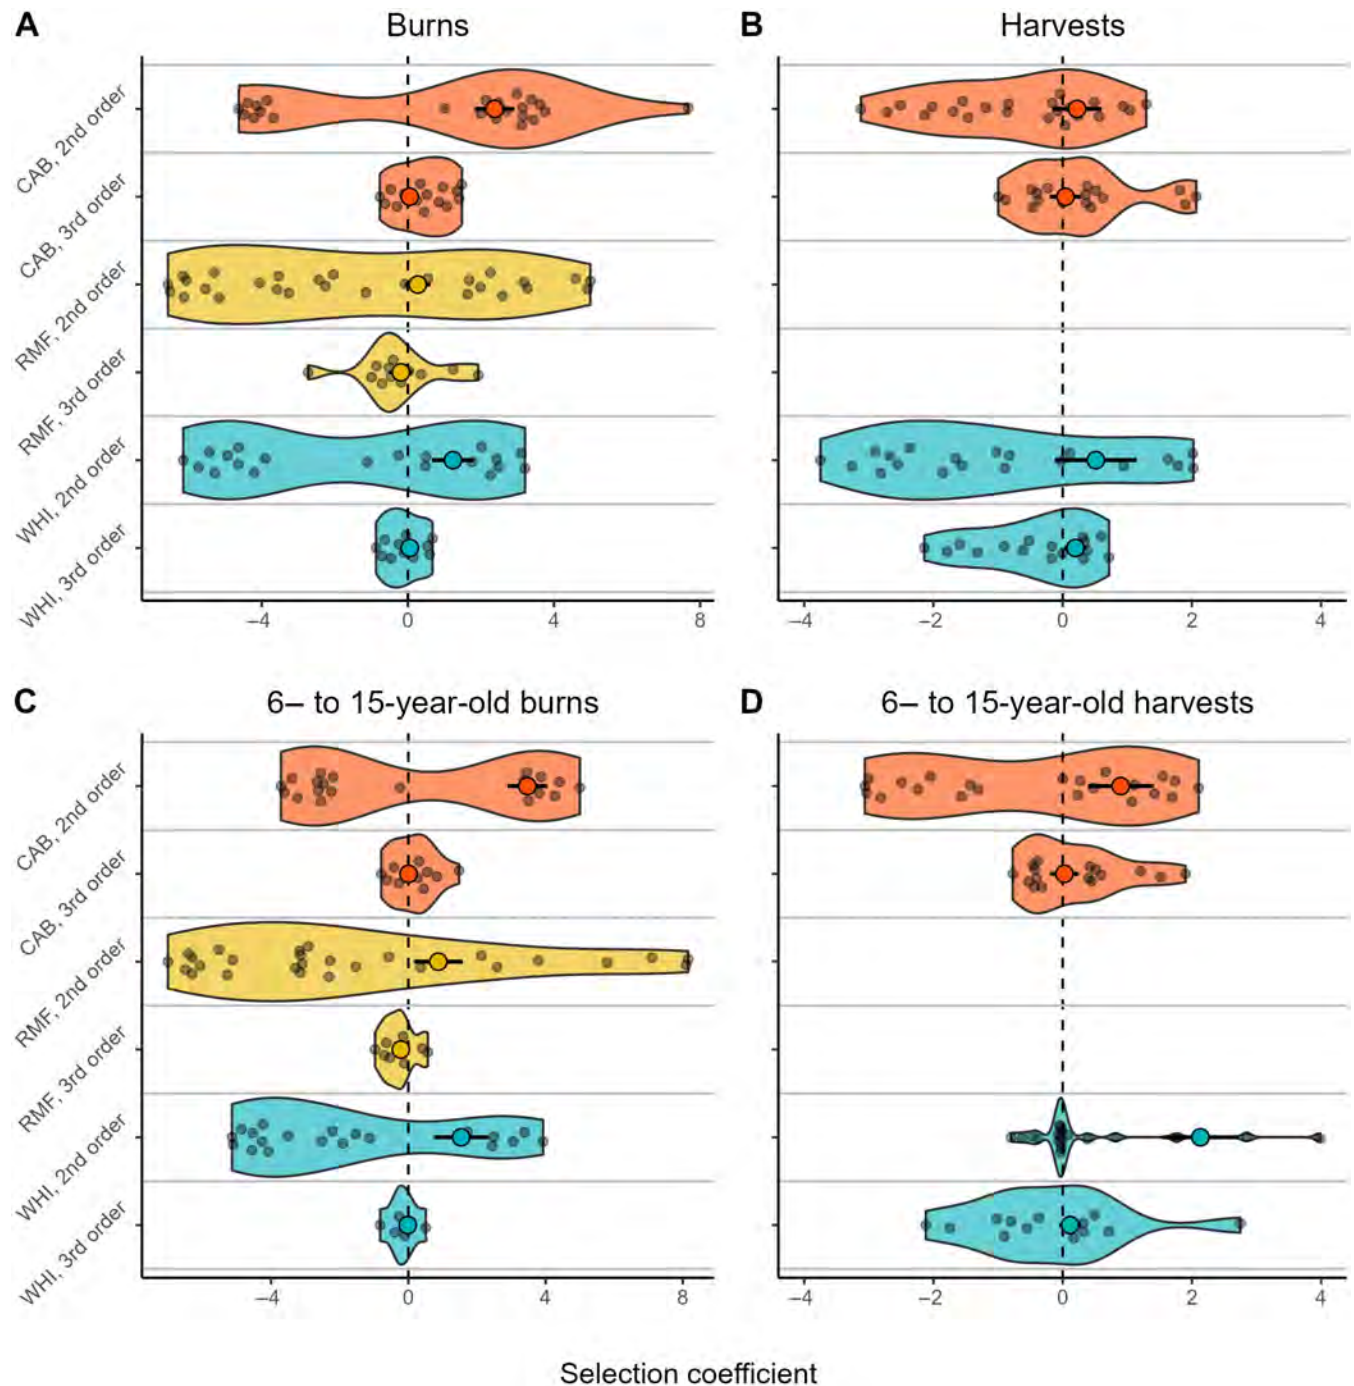 A
Burns
B
Harvests
CAB, 2nd order
CAB, 3rd order
RMF, 2nd order
RMF, 3rd order
WHI, 2nd order
WHI, 3rd order
−4 0 4 8
−4 −2 0 2 4
C
6− to 15-year-old burns
D
6− to 15-year-old harvests
CAB, 2nd order
CAB, 3rd order
RMF, 2nd order
RMF, 3rd order
WHI, 2nd order
WHI, 3rd order
−4 0 4 8
−4 −2 0 2 4
Selection coefficient